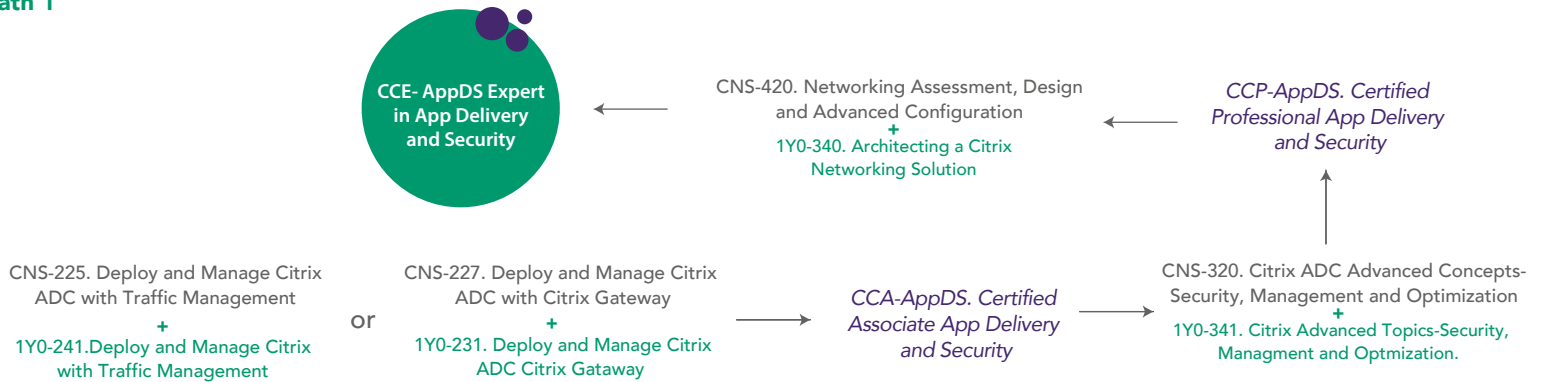 ath 1
CCE- AppDS Expert
in App Delivery
and Security
CNS-420. Networking Assessment, Design
and Advanced Configuration
+
1Y0-340. Architecting a Citrix
Networking Solution
CCP-AppDS. Certified
Professional App Delivery
and Security
CNS-225. Deploy and Manage Citrix
ADC with Traffic Management
+
1Y0-241.Deploy and Manage Citrix
with Traffic Management
or
CNS-227. Deploy and Manage Citrix
ADC with Citrix Gateway
+
1Y0-231. Deploy and Manage Citrix
ADC Citrix Gataway
CCA-AppDS. Certified
Associate App Delivery
and Security
CNS-320. Citrix ADC Advanced Concepts-
Security, Management and Optimization
+
1Y0-341. Citrix Advanced Topics-Security,
Managment and Optmization.